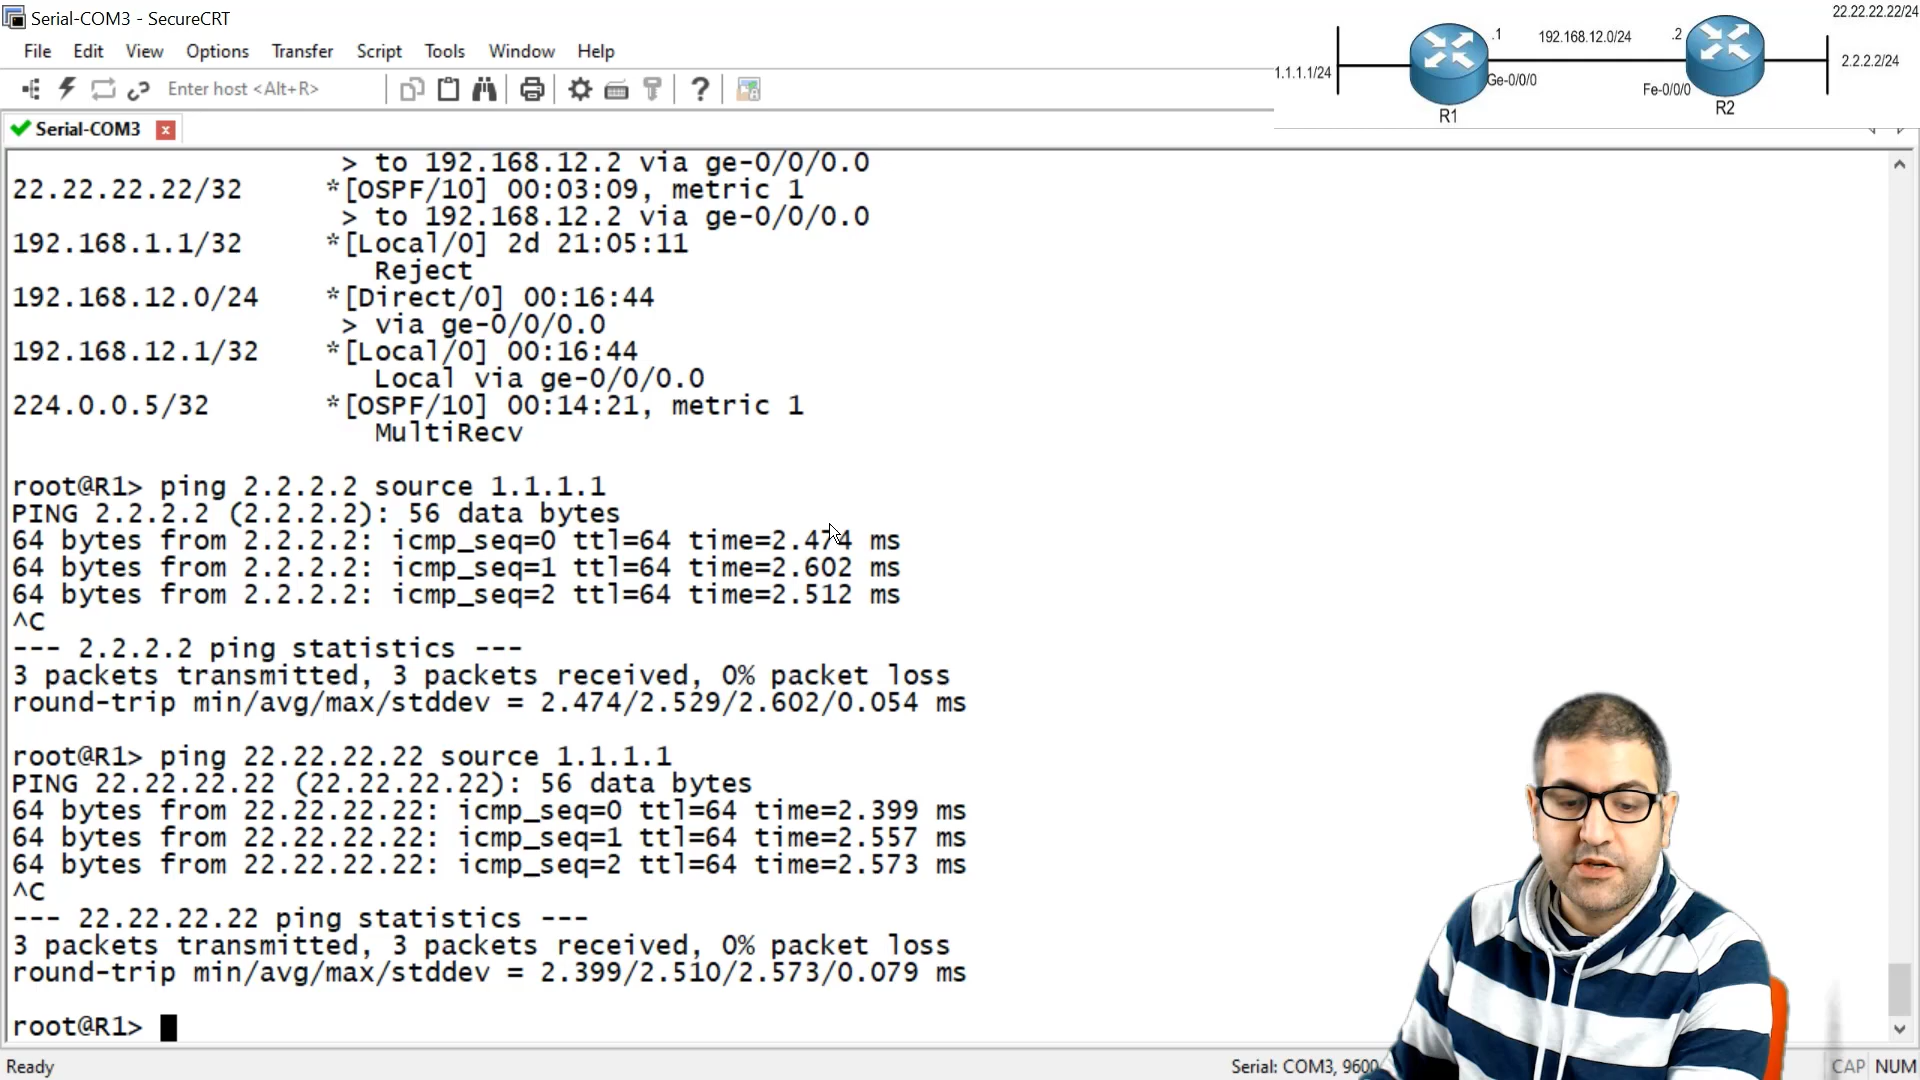 Serial-COM3 - SecureCRT
File Edit View Options Transfer Script Tools Window Help
Enter host <Alt+R>
Serial-COM3
22.22.22.22/24
.1 192.168.12.0/24 .2
1.1.1.1/24
2.2.2.2/24
Ge-0/0/0
Fe-0/0/0
R1
R2
> to 192.168.12.2 via ge-0/0/0.0
22.22.22.22/32 *[OSPF/10] 00:03:09, metric 1
> to 192.168.12.2 via ge-0/0/0.0
192.168.1.1/32 *[Local/0] 2d 21:05:11
Reject
192.168.12.0/24 *[Direct/0] 00:16:44
> via ge-0/0/0.0
192.168.12.1/32 *[Local/0] 00:16:44
Local via ge-0/0/0.0
224.0.0.5/32 *[OSPF/10] 00:14:21, metric 1
MultiRecv
root@R1> ping 2.2.2.2 source 1.1.1.1
PING 2.2.2.2 (2.2.2.2): 56 data bytes
64 bytes from 2.2.2.2: icmp_seq=0 ttl=64 time=2.474 ms
64 bytes from 2.2.2.2: icmp_seq=1 ttl=64 time=2.602 ms
64 bytes from 2.2.2.2: icmp_seq=2 ttl=64 time=2.512 ms
^C
--- 2.2.2.2 ping statistics ---
3 packets transmitted, 3 packets received, 0% packet loss
round-trip min/avg/max/stddev = 2.474/2.529/2.602/0.054 ms
root@R1> ping 22.22.22.22 source 1.1.1.1
PING 22.22.22.22 (22.22.22.22): 56 data bytes
64 bytes from 22.22.22.22: icmp_seq=0 ttl=64 time=2.399 ms
64 bytes from 22.22.22.22: icmp_seq=1 ttl=64 time=2.557 ms
64 bytes from 22.22.22.22: icmp_seq=2 ttl=64 time=2.573 ms
^C
--- 22.22.22.22 ping statistics ---
3 packets transmitted, 3 packets received, 0% packet loss
round-trip min/avg/max/stddev = 2.399/2.510/2.573/0.079 ms
root@R1>
Ready
Serial: COM3, 9600
CAP NUM